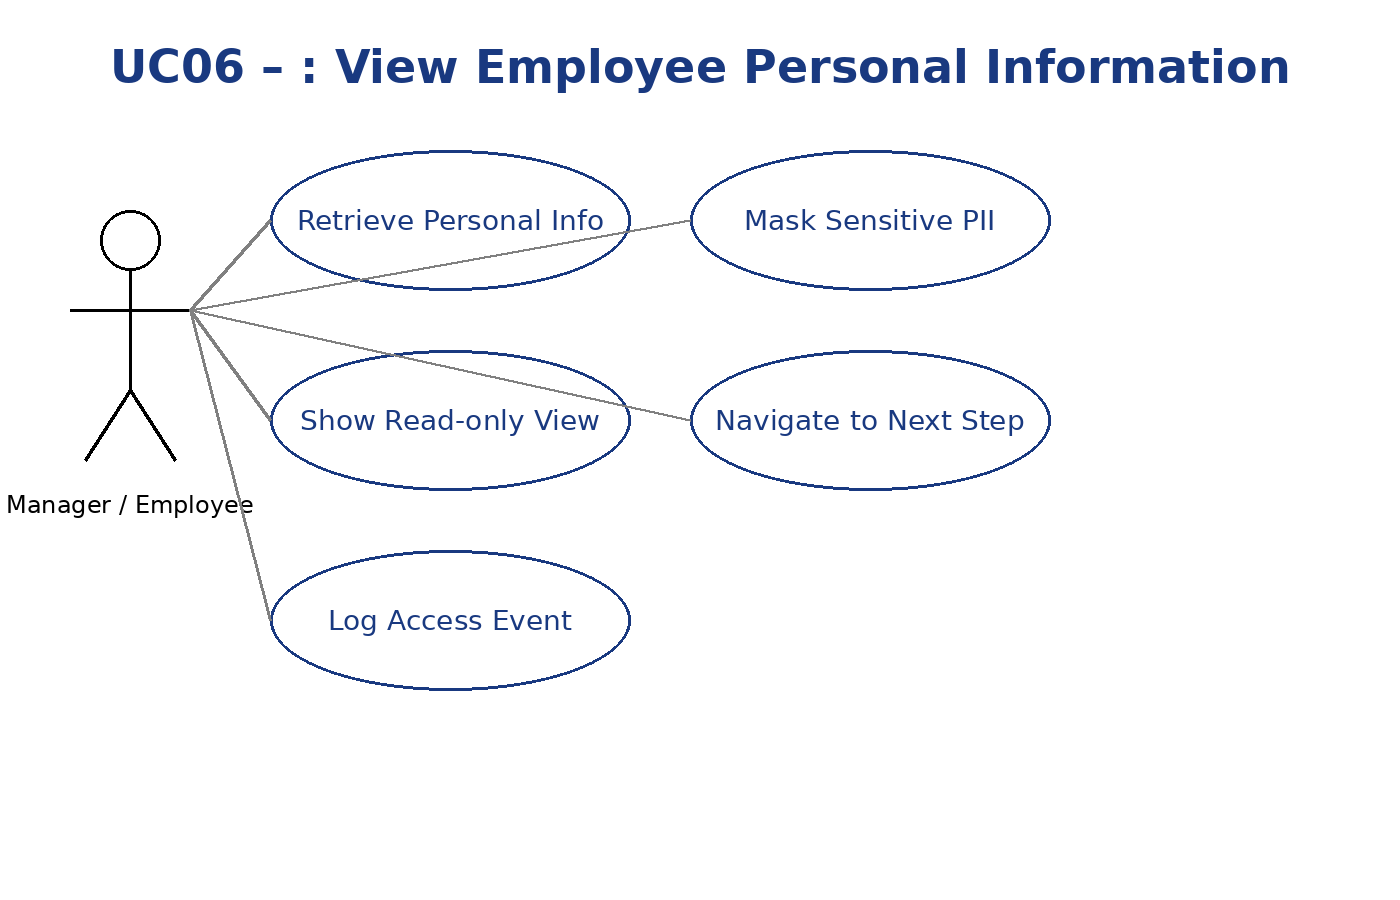 UC06 – : View Employee Personal Information
Retrieve Personal Info
Mask Sensitive PII
Show Read-only View
Navigate to Next Step
Manager / Employee
Log Access Event